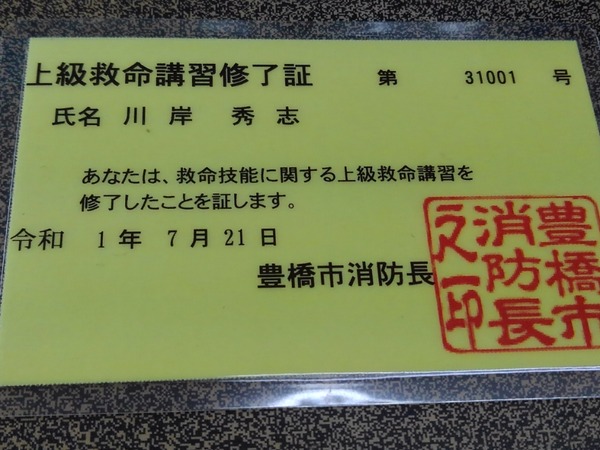 上級救命講習修了証 第 31001 号
氏名 川 岸 秀 志
あなたは、救命技能に関する上級救命講習を
修了したことを証します。
令和 1 年 7 月 21 日
豊橋市消防長
豊橋市
消防長
之印